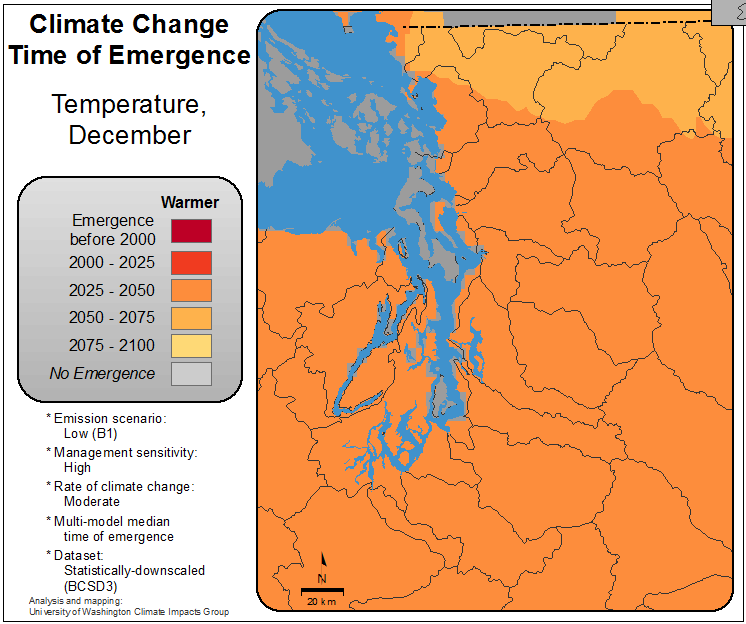 Climate Change
Time of Emergence
Temperature,
December
Warmer
Emergence
before 2000
2000 - 2025
2025 - 2050
2050 - 2075
2075 - 2100
No Emergence
* Emission scenario:
Low (B1)
* Management sensitivity:
High
* Rate of climate change:
Moderate
* Multi-model median
time of emergence
* Dataset:
Statistically-downscaled
(BCSD3)
Analysis and mapping:
University of Washington Climate Impacts Group
N
20 km